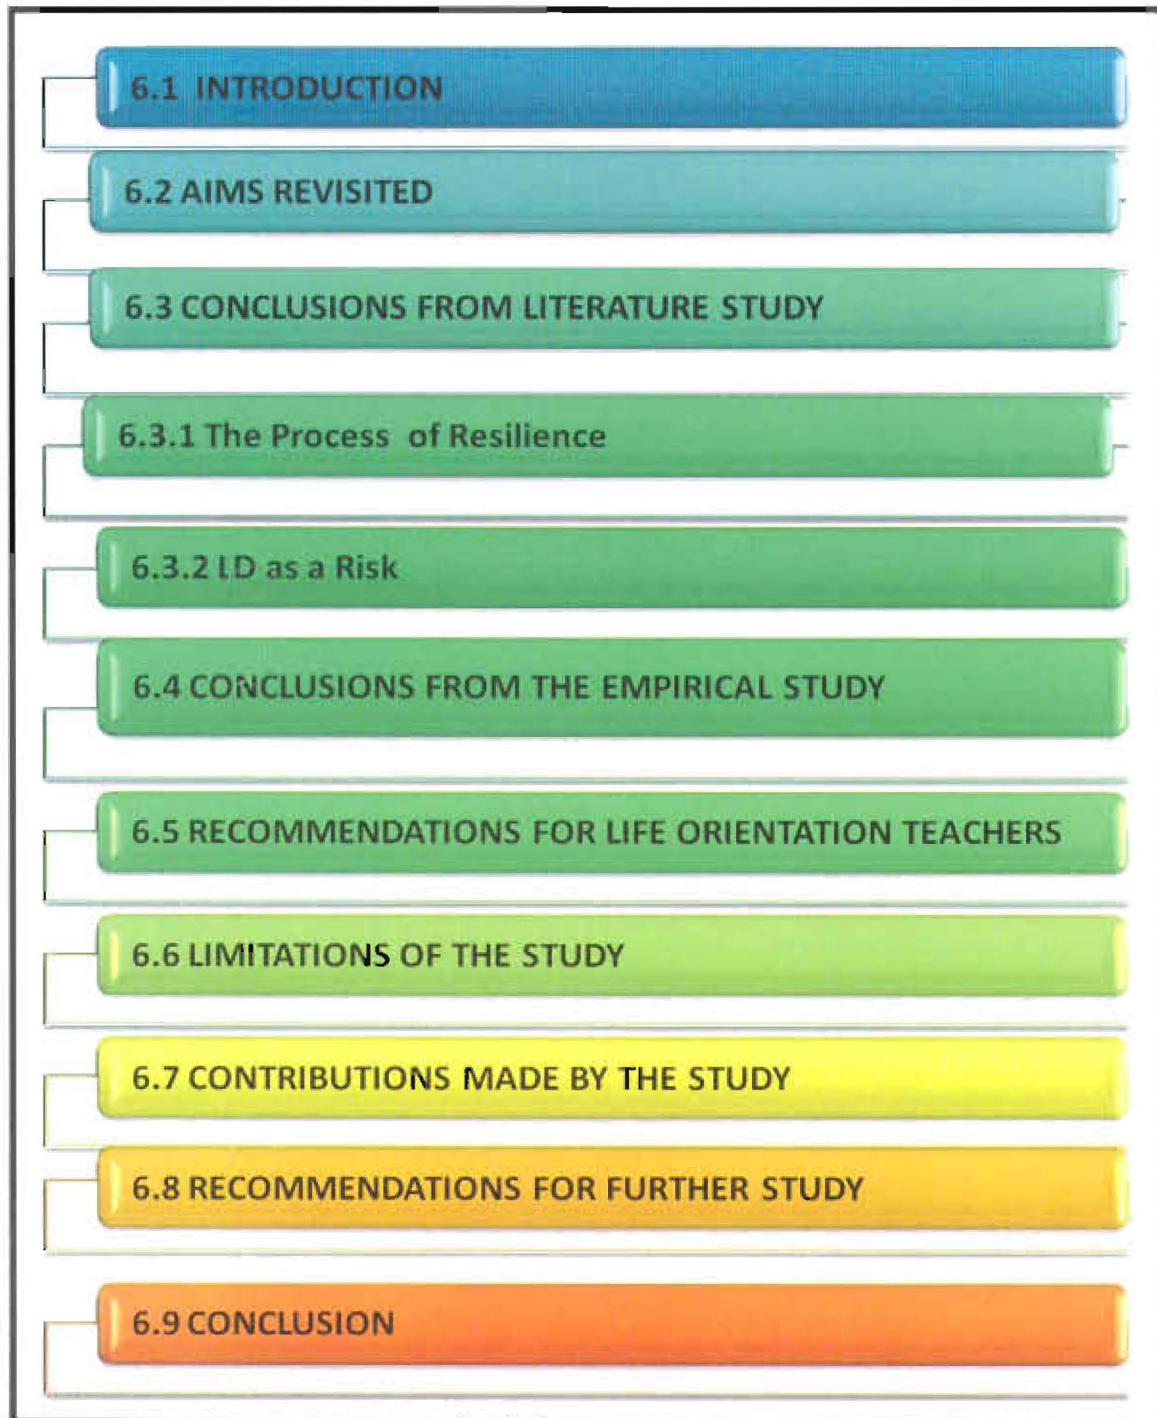 6.1 INTRODUCTION
6.2 AIMS REVISITED
6.3 CONCLUSIONS FROM LITERATURE STUDY
6.3.1 The Process of Resilience
6.3.2 LD as a Risk
6.4 CONCLUSIONS FROM THE EMPIRICAL STUDY
6.5 RECOMMENDATIONS FOR LIFE ORIENTATION TEACHERS
6.6 LIMITATIONS OF THE STUDY
6.7 CONTRIBUTIONS MADE BY THE STUDY
6.8 RECOMMENDATIONS FOR FURTHER STUDY
6.9 CONCLUSION